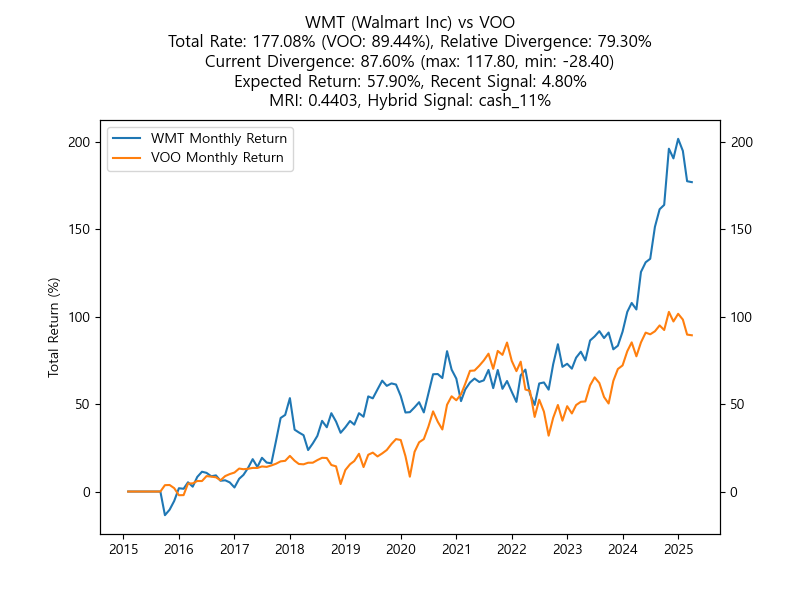 WMT (Walmart Inc) vs VOO
Total Rate: 177.08% (VOO: 89.44%), Relative Divergence: 79.30%
Current Divergence: 87.60% (max: 117.80, min: -28.40)
Expected Return: 57.90%, Recent Signal: 4.80%
MRI: 0.4403, Hybrid Signal: cash_11%
WMT Monthly Return
VOO Monthly Return
Total Return (%)
200
150
100
50
0
200
150
100
50
0
2015 2016 2017 2018 2019 2020 2021 2022 2023 2024 2025